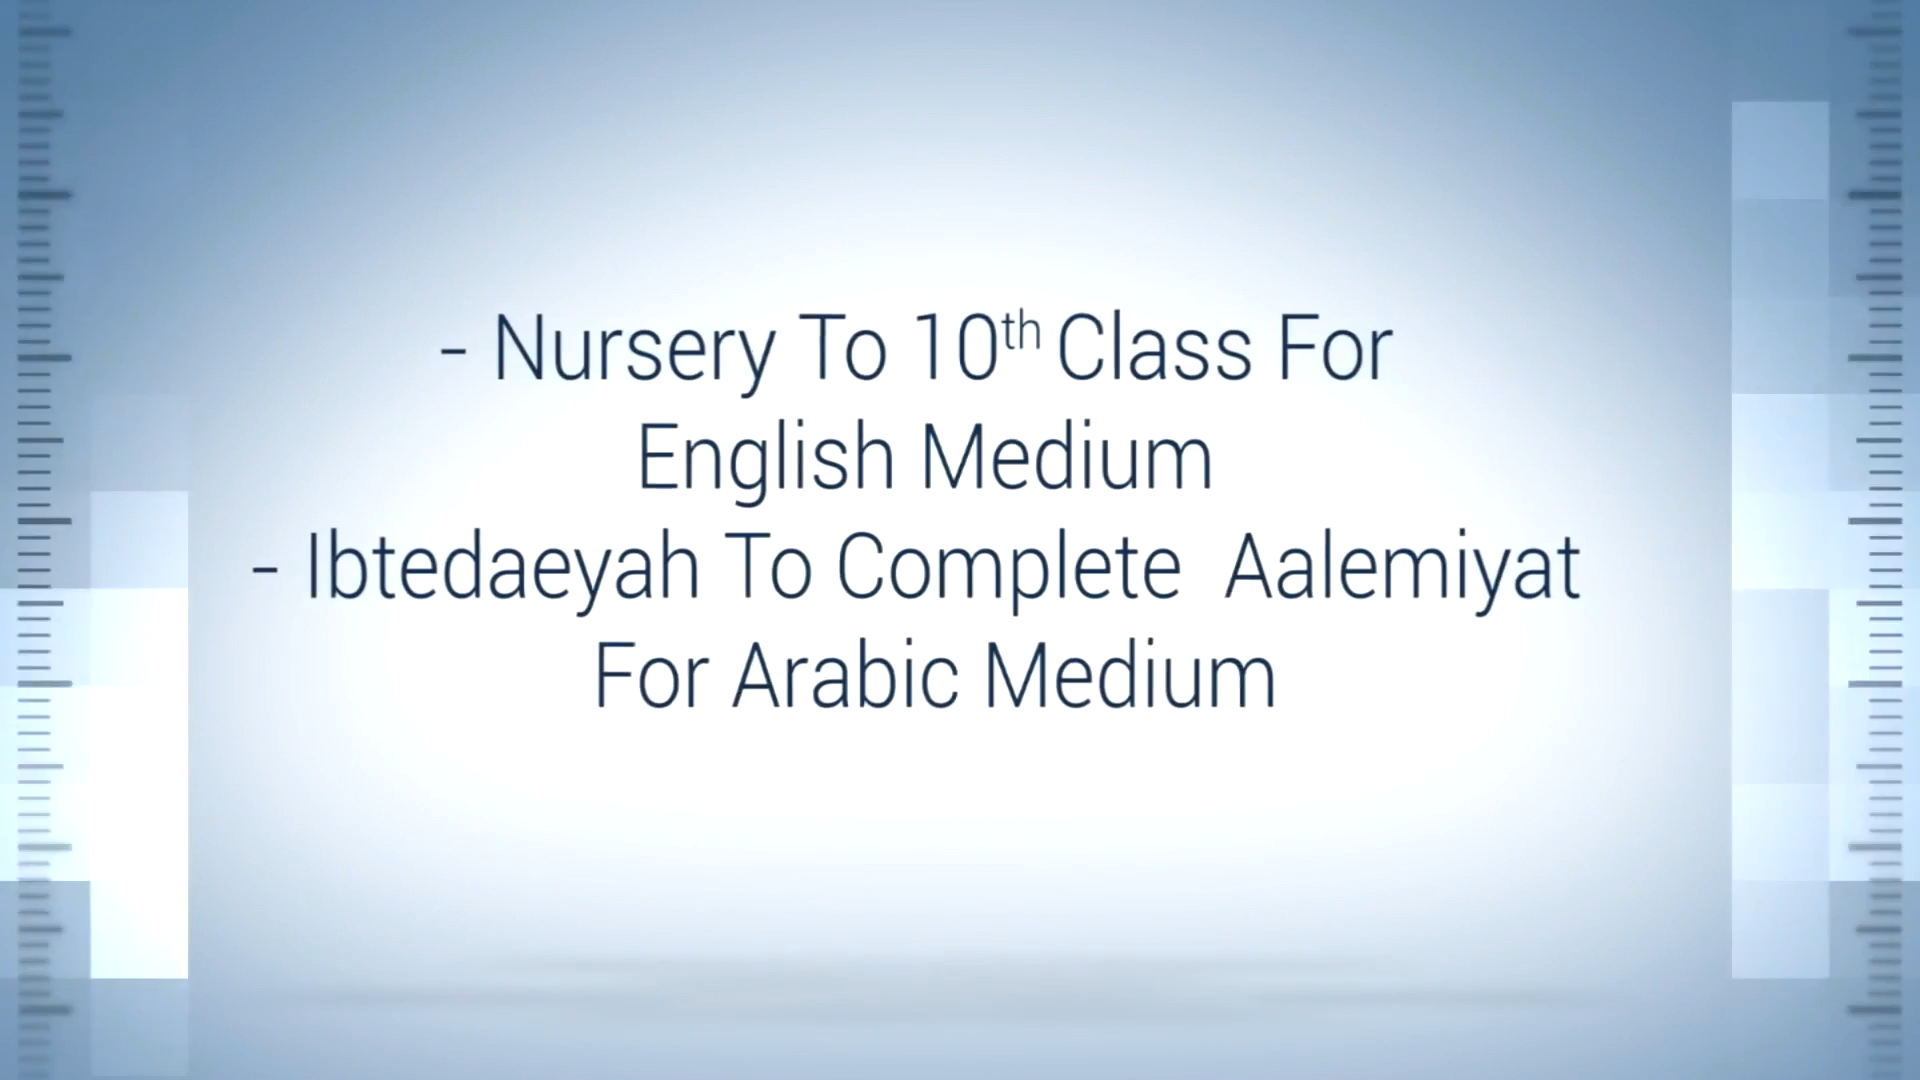 - Nursery To 10th Class For
English Medium
- Ibtedaeyah To Complete  Aalemiyat
For Arabic Medium